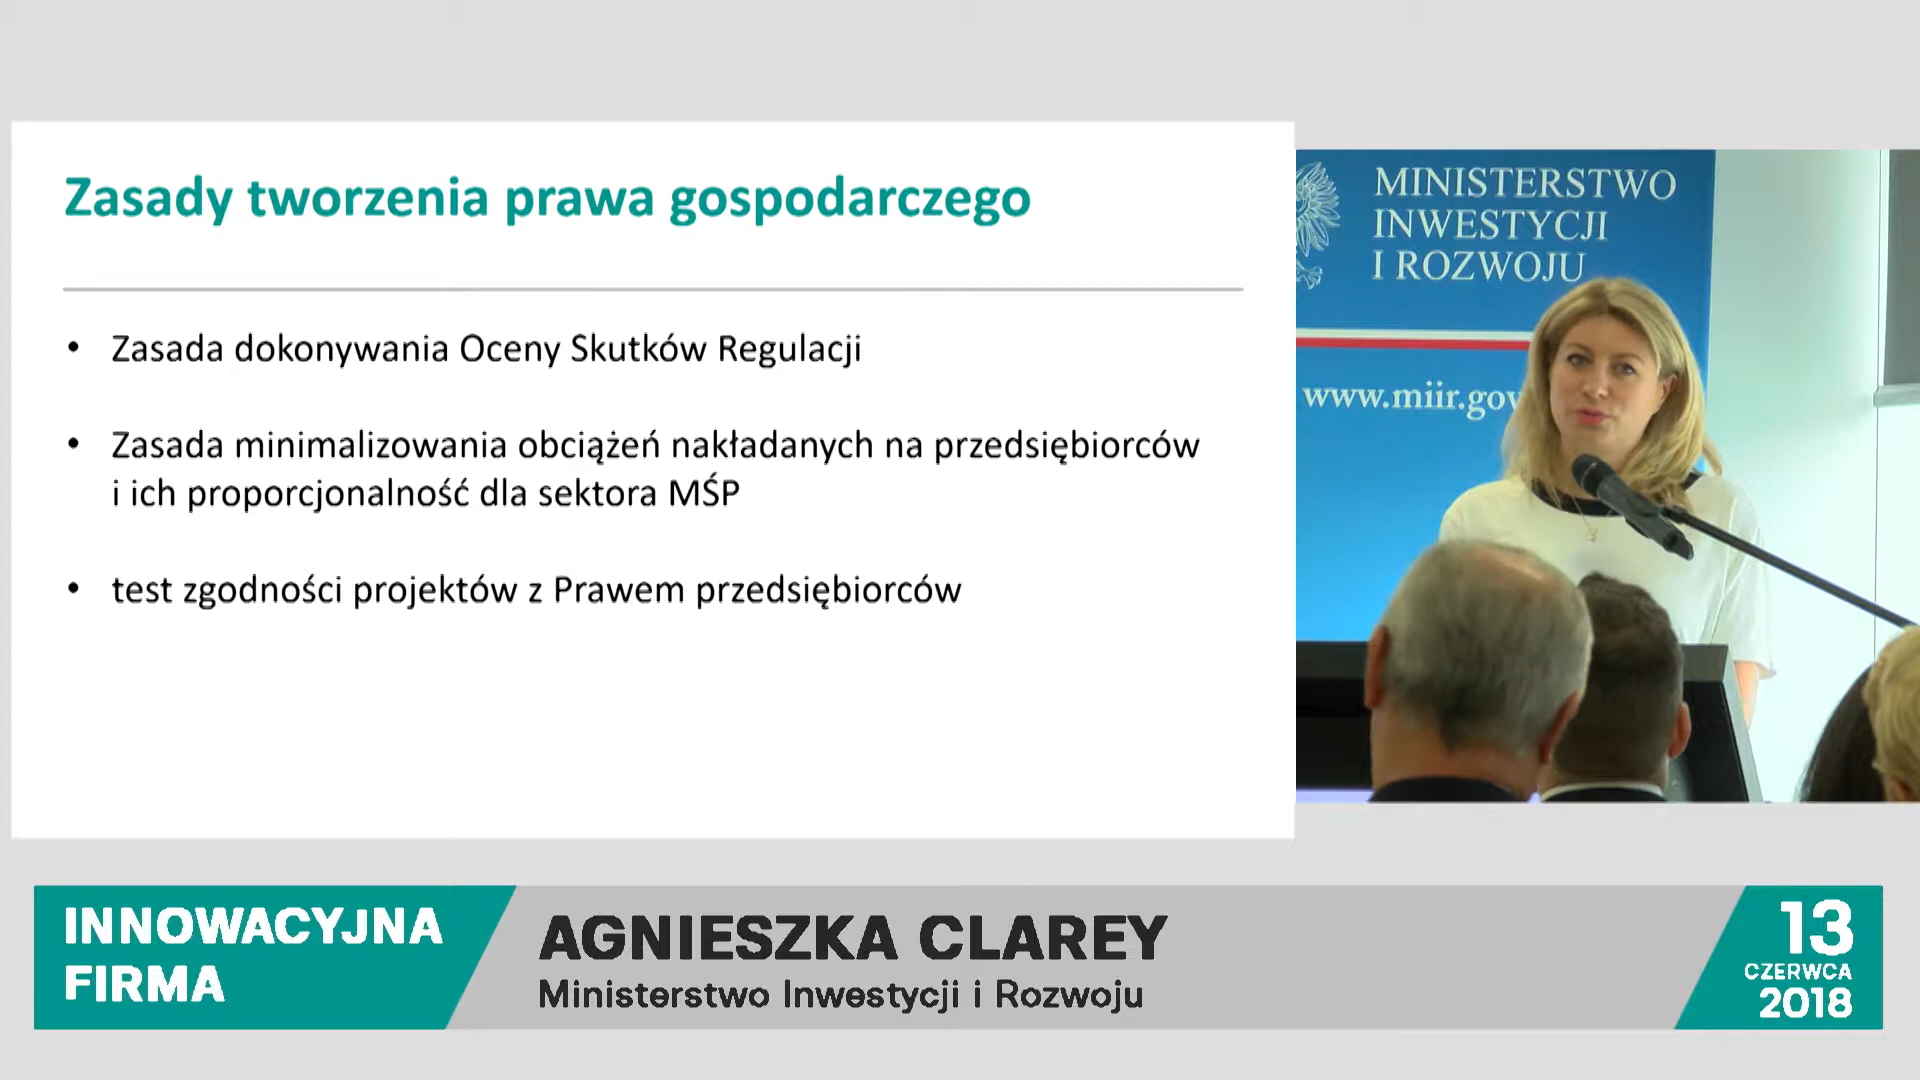 Zasady tworzenia prawa gospodarczego
• Zasada dokonywania Oceny Skutków Regulacji
• Zasada minimalizowania obciążeń nakładanych na przedsiębiorców
i ich proporcjonalność dla sektora MŚP
• test zgodności projektów z Prawem przedsiębiorców
MINISTERSTWO
INWESTYCJI
I ROZWOJU
www.miir.gov
INNOWACYJNA
FIRMA
AGNIESZKA CLAREY
Ministerstwo Inwestycji i Rozwoju
13
CZERWCA
2018